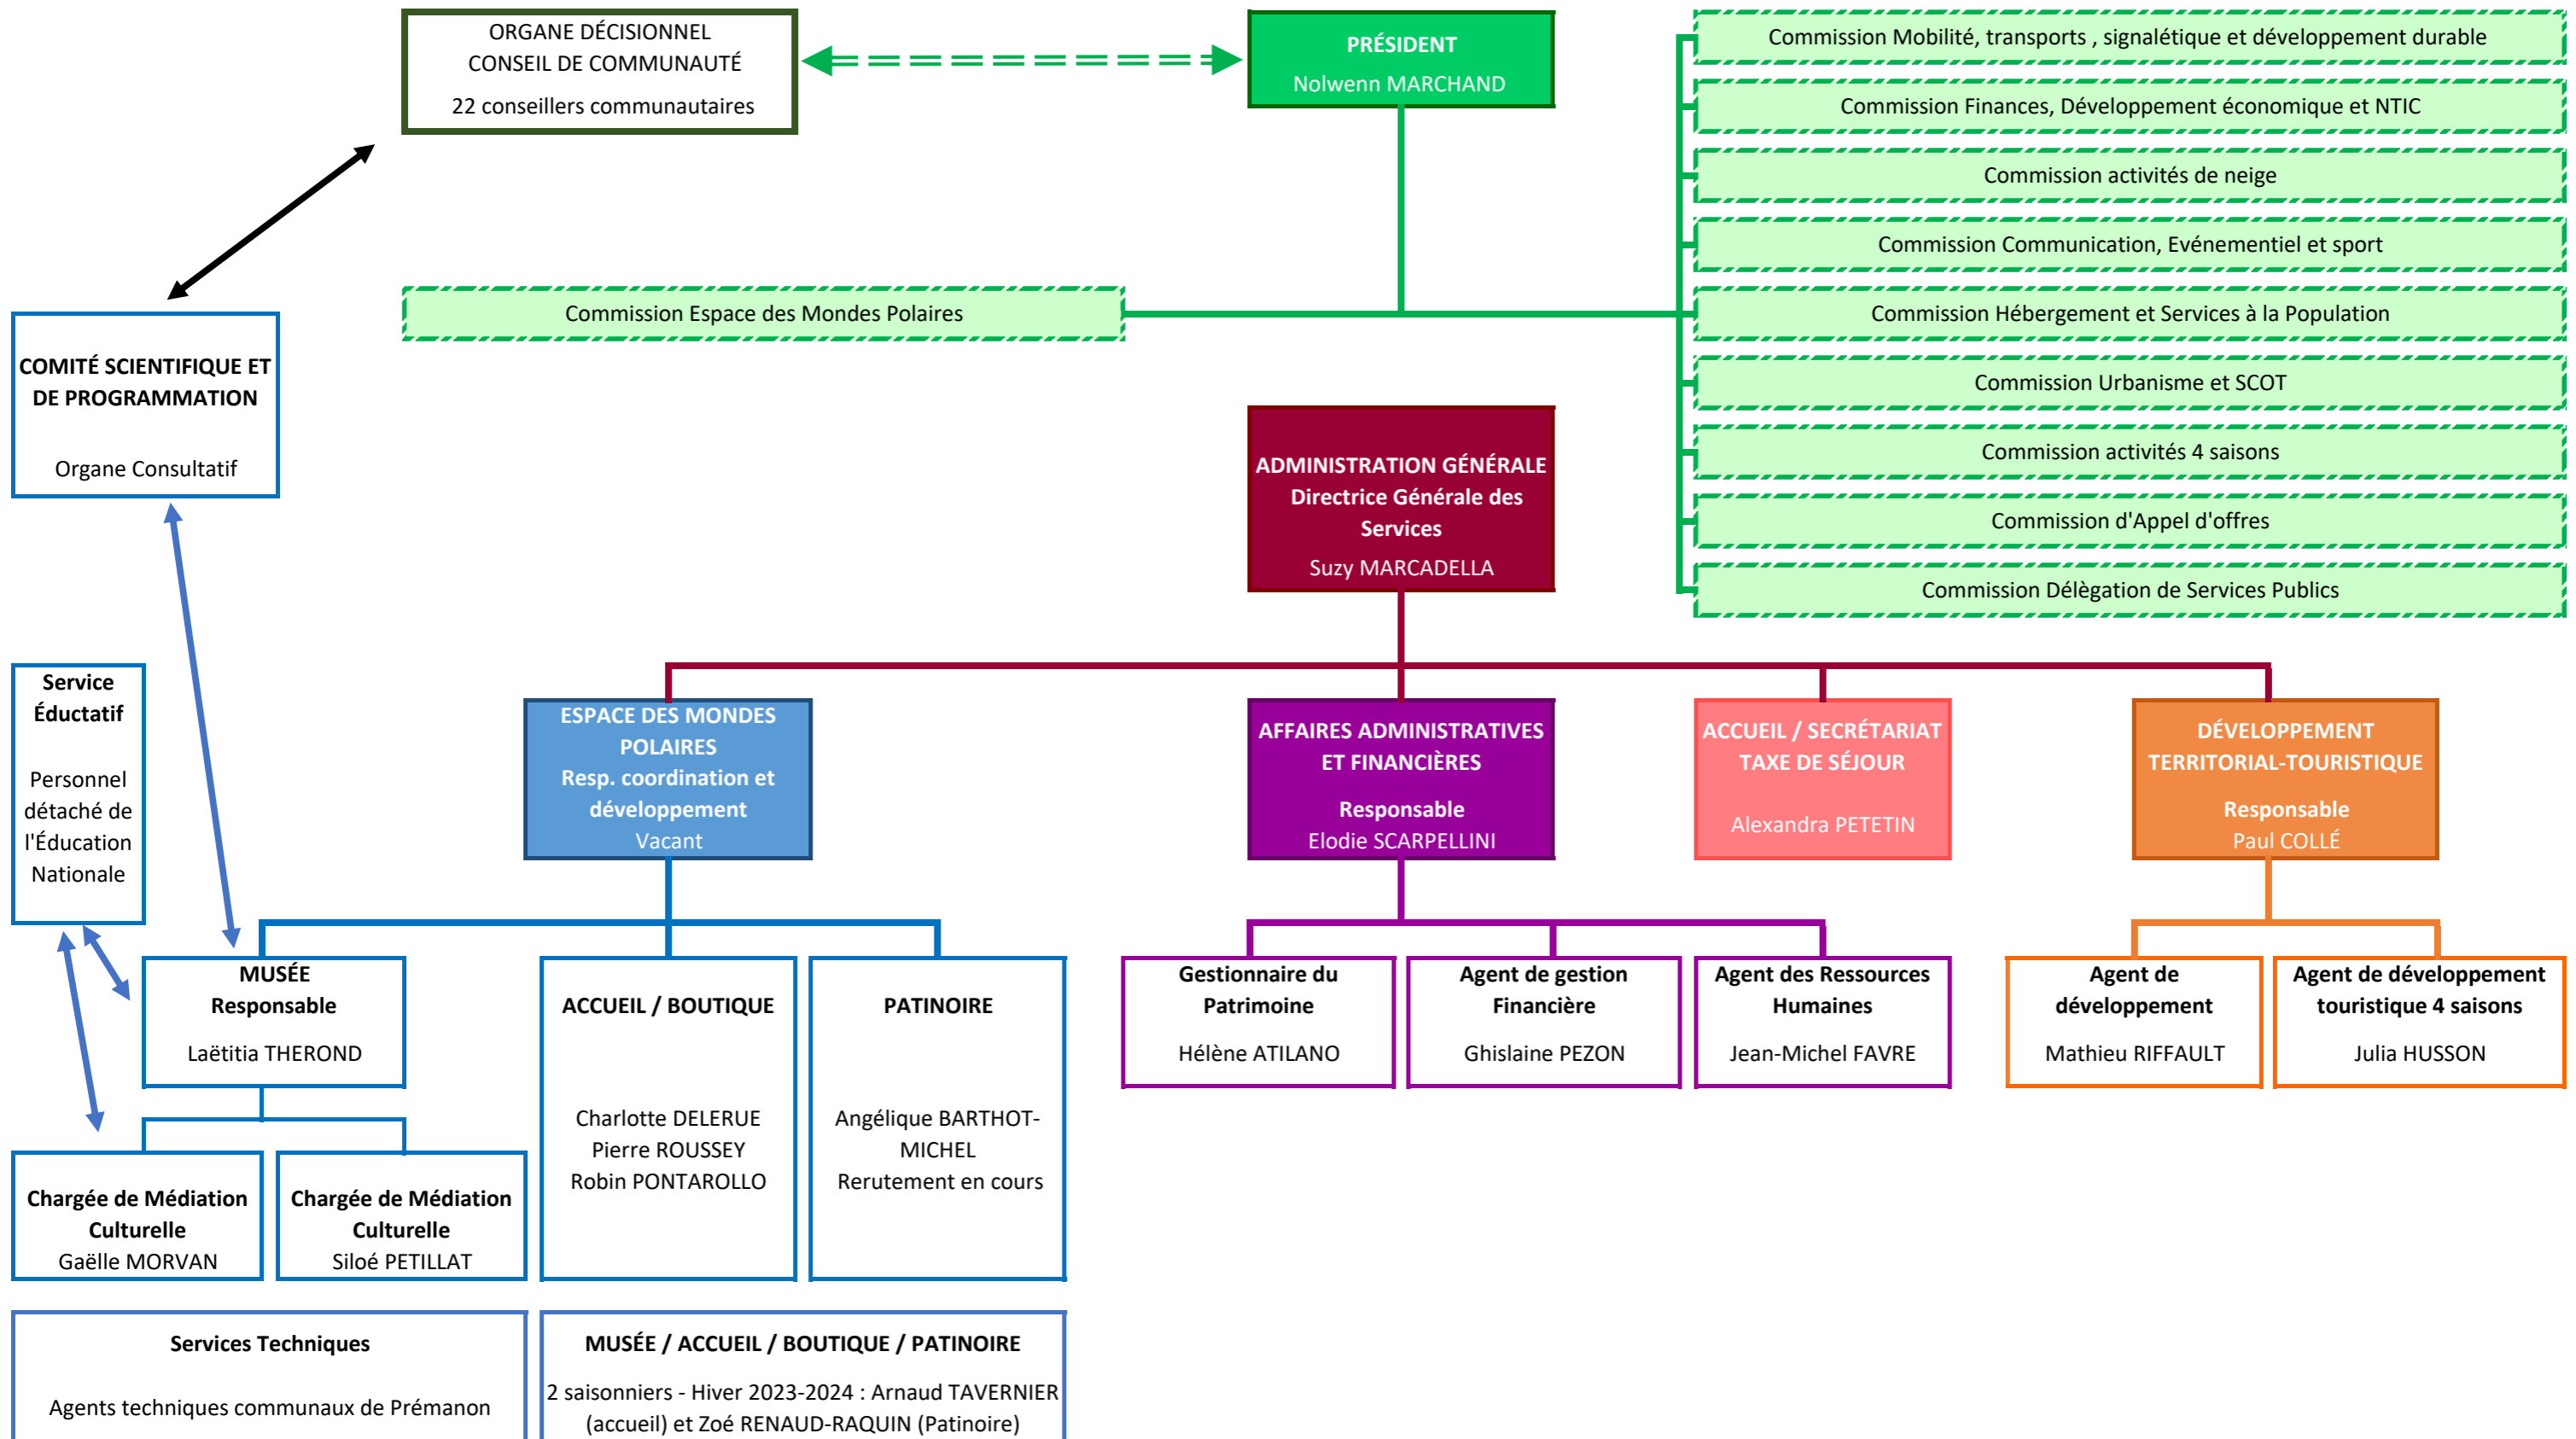 ORGANE DÉCISIONNEL
CONSEIL DE COMMUNAUTÉ
22 conseillers communautaires
PRÉSIDENT
Nolwenn MARCHAND
Commission Mobilité, transports , signalétique et développement durable
Commission Finances, Développement économique et NTIC
Commission activités de neige
Commission Communication, Evénementiel et sport
Commission Hébergement et Services à la Population
Commission Urbanisme et SCOT
Commission activités 4 saisons
Commission d'Appel d'offres
Commission Délègation de Services Publics
Commission Espace des Mondes Polaires
COMITÉ SCIENTIFIQUE ET
DE PROGRAMMATION
Organe Consultatif
ADMINISTRATION GÉNÉRALE
Directrice Générale des
Services
Suzy MARCADELLA
Service
Éductatif
Personnel
détaché de
l'Éducation
Nationale
ESPACE DES MONDES
POLAIRES
Resp. coordination et
développement
Vacant
AFFAIRES ADMINISTRATIVES
ET FINANCIÈRES
Responsable
Elodie SCARPELLINI
ACCUEIL / SECRÉTARIAT
TAXE DE SÉJOUR
Alexandra PETETIN
DÉVELOPPEMENT
TERRITORIAL-TOURISTIQUE
Responsable
Paul COLLÉ
MUSÉE
Responsable
Laëtitia THEROND
ACCUEIL / BOUTIQUE
Charlotte DELERUE
Pierre ROUSSEY
Robin PONTAROLLO
PATINOIRE
Angélique BARTHOT-
MICHEL
Rerutement en cours
Gestionnaire du
Patrimoine
Hélène ATILANO
Agent de gestion
Financière
Ghislaine PEZON
Agent des Ressources
Humaines
Jean-Michel FAVRE
Agent de
développement
Mathieu RIFFAULT
Agent de développement
touristique 4 saisons
Julia HUSSON
Chargée de Médiation
Culturelle
Gaëlle MORVAN
Chargée de Médiation
Culturelle
Siloé PETILLAT
Services Techniques
Agents techniques communaux de Prémanon
MUSÉE / ACCUEIL / BOUTIQUE / PATINOIRE
2 saisonniers - Hiver 2023-2024 : Arnaud TAVERNIER
(accueil) et Zoé RENAUD-RAQUIN (Patinoire)